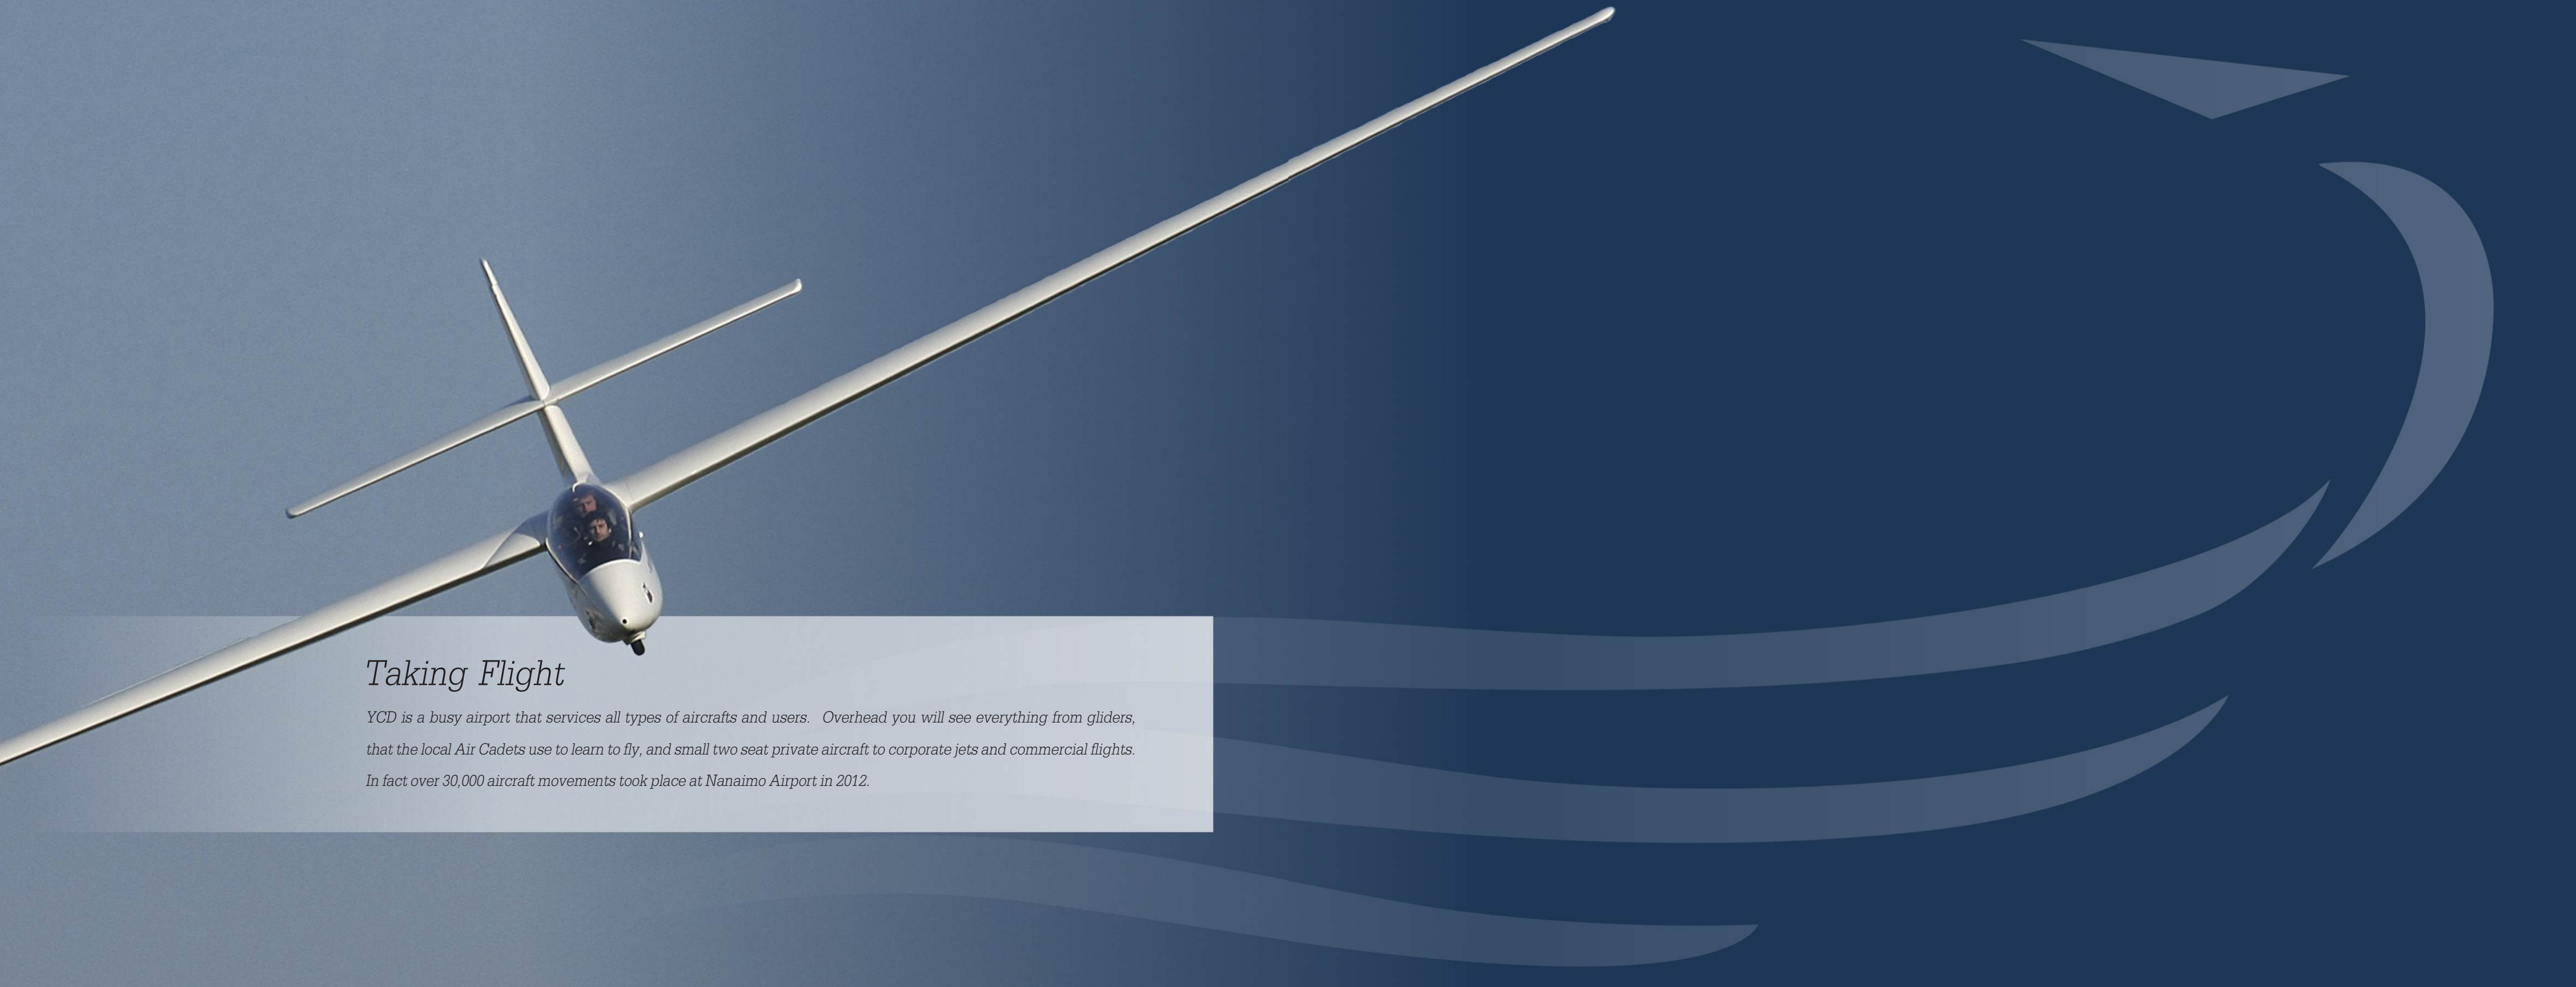 Taking Flight
YCD is a busy airport that services all types of aircrafts and users.  Overhead you will see everything from gliders,
that the local Air Cadets use to learn to fly, and small two seat private aircraft to corporate jets and commercial flights.
In fact over 30,000 aircraft movements took place at Nanaimo Airport in 2012.